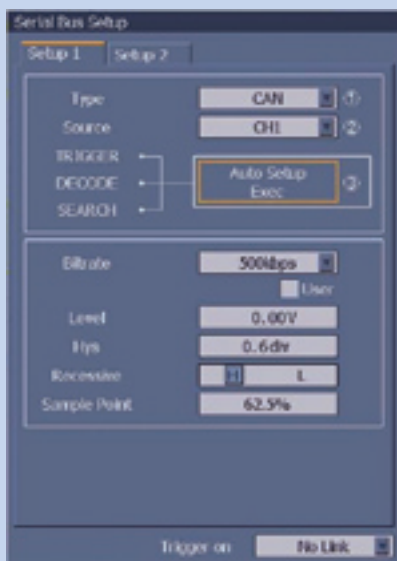 Serial Bus Setup
Setup 1 Setup 2
Type CAN ①
Source CH1 ②
TRIGGER
DECODE
SEARCH
Auto Setup
Exec ③
Bitrate 500kbps
User
Level 0.00V
Hys 0.6div
Recessive H L
Sample Point 62.5%
Trigger on No Link